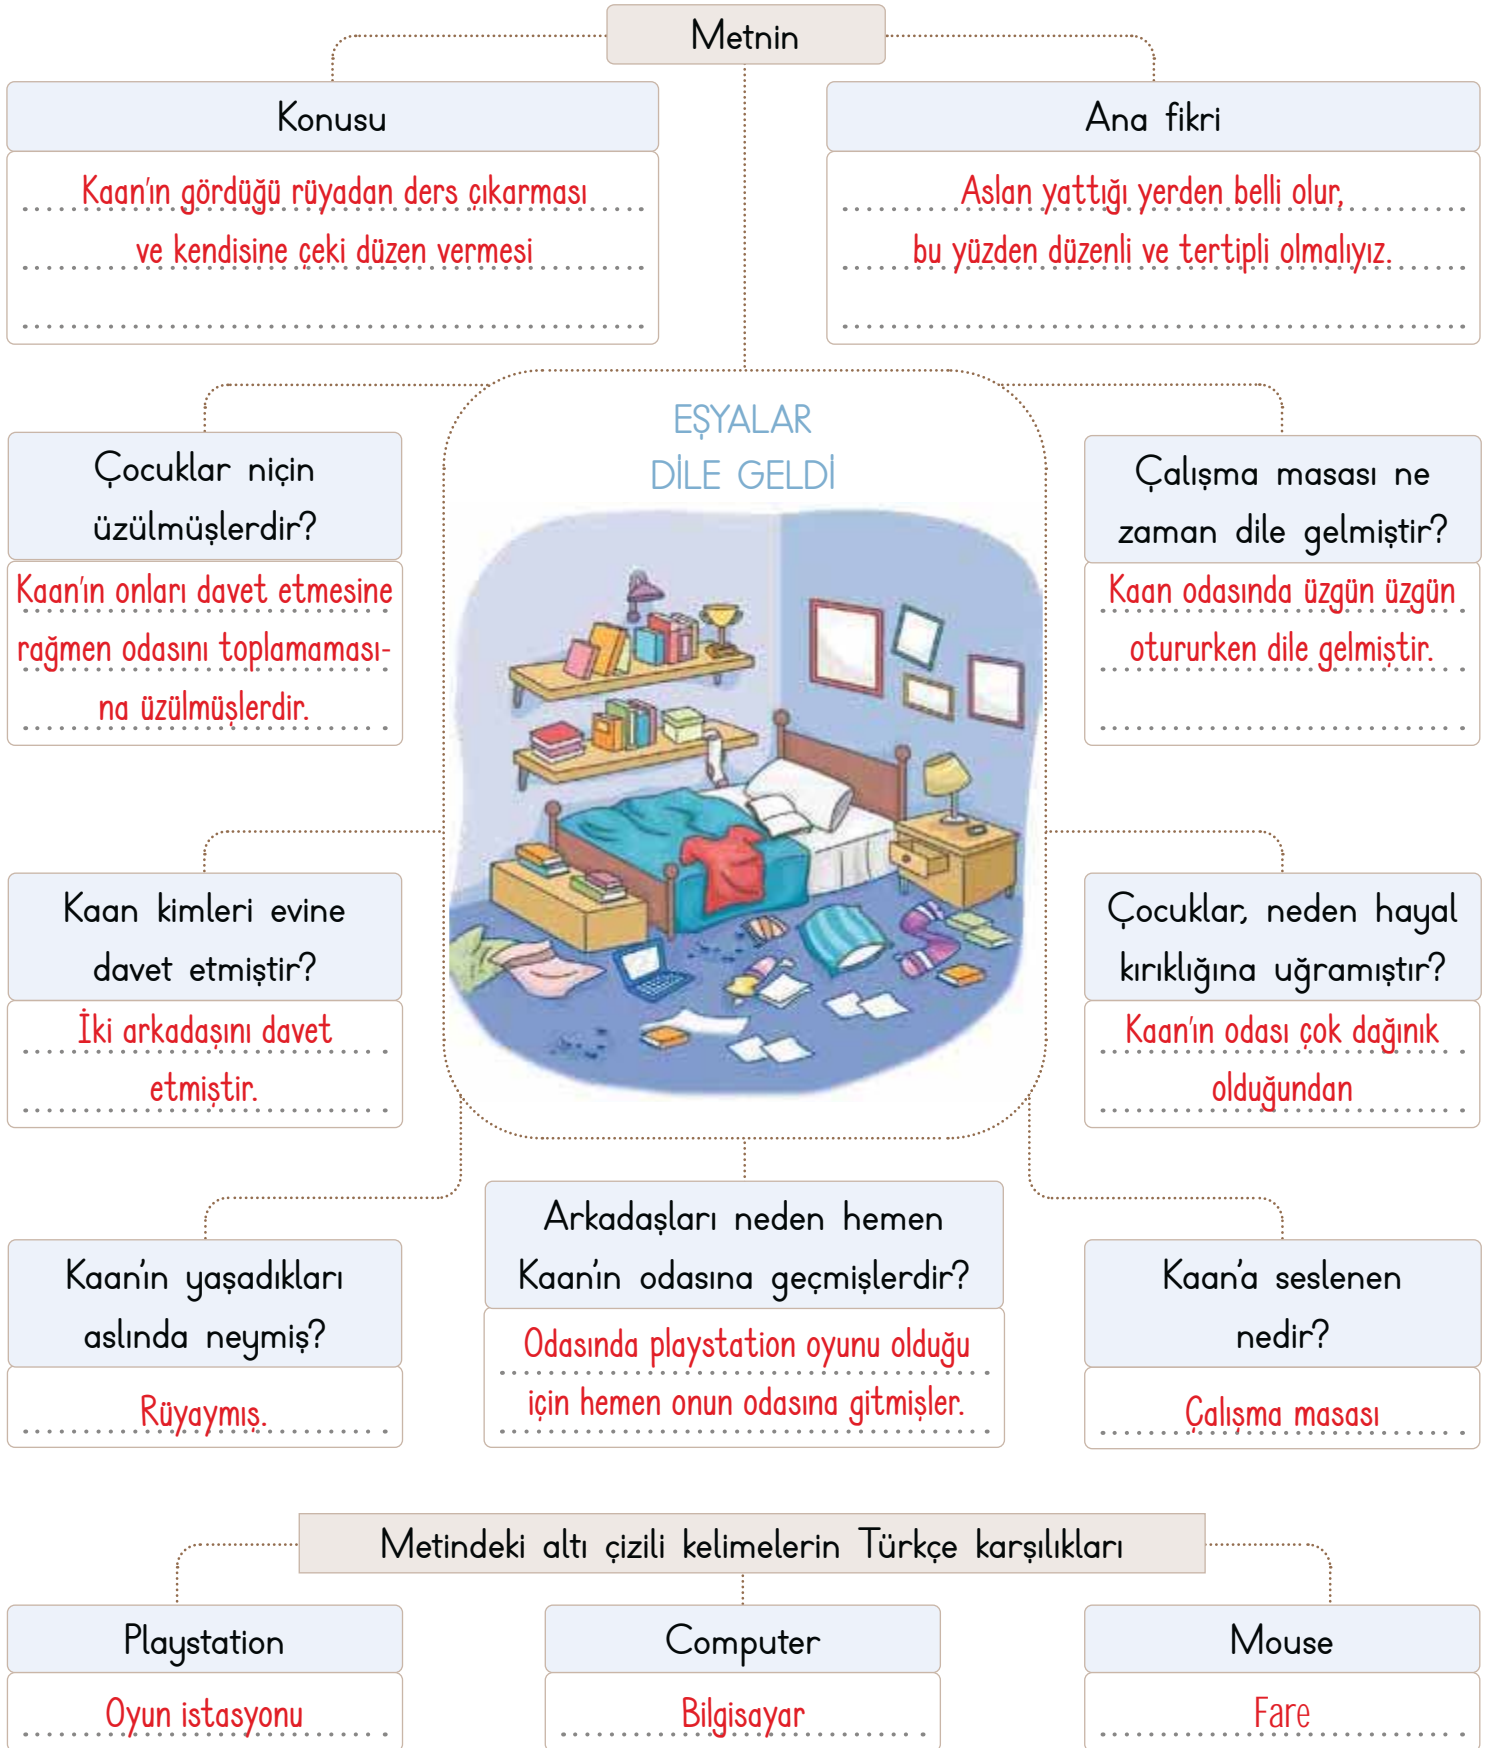 Metnin
Konusu
Kaan'ın gördüğü rüyadan ders çıkarması
ve kendisine çeki düzen vermesi
Ana fikri
Aslan yattığı yerden belli olur,
bu yüzden düzenli ve tertipli olmalıyız.
EŞYALAR
DİLE GELDİ
Çocuklar niçin
üzülmüşlerdir?
Kaan'ın onları davet etmesine
rağmen odasını toplamaması-
na üzülmüşlerdir.
Çalışma masası ne
zaman dile gelmiştir?
Kaan odasında üzgün üzgün
otururken dile gelmiştir.
Kaan kimleri evine
davet etmiştir?
İki arkadaşını davet
etmiştir.
Çocuklar, neden hayal
kırıklığına uğramıştır?
Kaan'ın odası çok dağınık
olduğundan
Kaan'ın yaşadıkları
aslında neymiş?
Rüyaymış.
Arkadaşları neden hemen
Kaan'ın odasına geçmişlerdir?
Odasında playstation oyunu olduğu
için hemen onun odasına gitmişler.
Kaan'a seslenen
nedir?
Çalışma masası
Metindeki altı çizili kelimelerin Türkçe karşılıkları
Playstation
Oyun istasyonu
Computer
Bilgisayar
Mouse
Fare